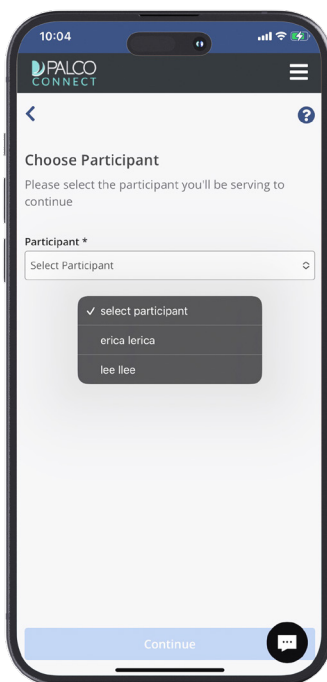 10:04
PALCO
CONNECT
Choose Participant
Please select the participant you'll be serving to
continue
Participant *
Select Participant
✓ select participant
erica lerica
lee llee
Continue